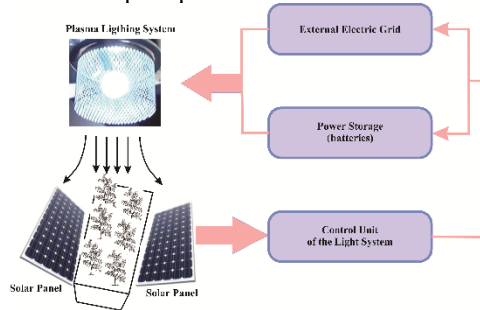 Plasma Ligthing System
External Electric Grid
Power Storage
(batteries)
Control Unit
of the Light System
Solar Panel
Solar Panel